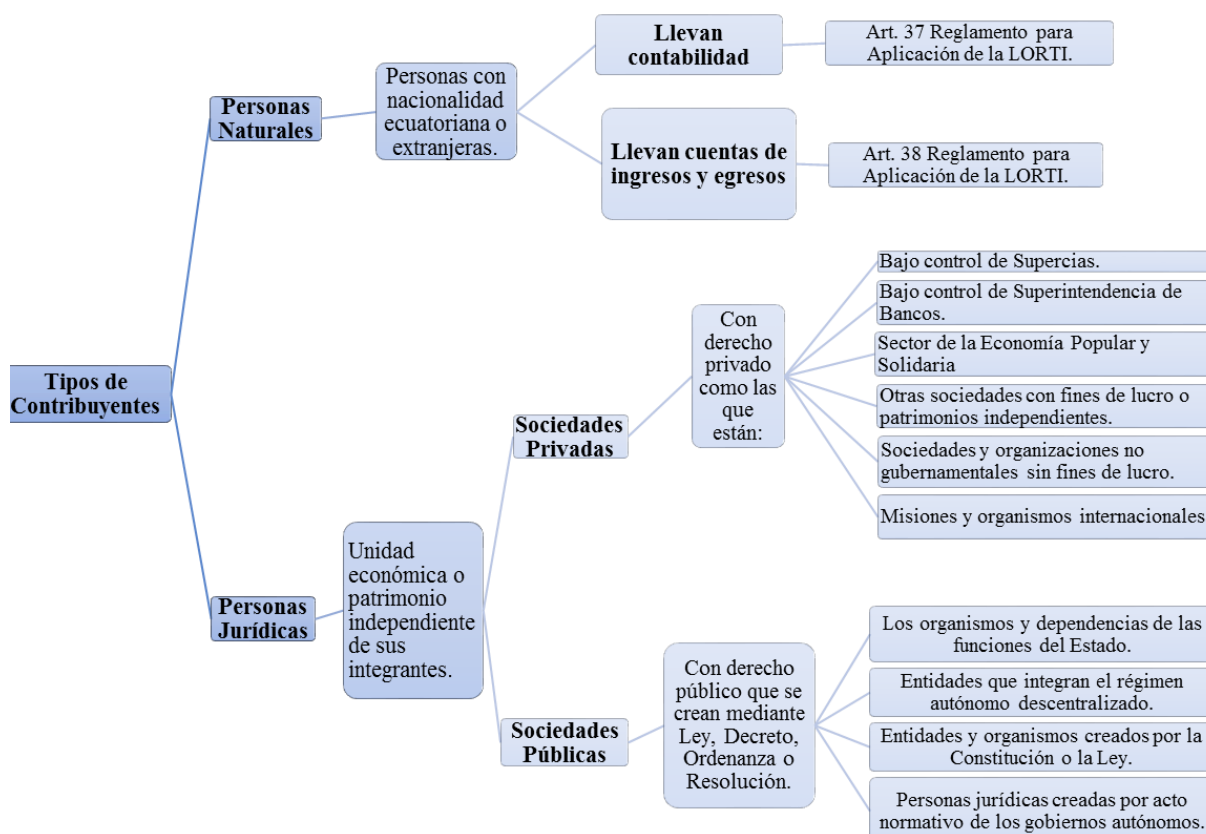 Tipos de
Contribuyentes
Personas
Naturales
Personas con
nacionalidad
ecuatoriana o
extranjeras.
Llevan
contabilidad
Art. 37 Reglamento para
Aplicación de la LORTI.
Llevan cuentas de
ingresos y egresos
Art. 38 Reglamento para
Aplicación de la LORTI.
Personas
Jurídicas
Unidad
económica o
patrimonio
independiente
de sus
integrantes.
Sociedades
Privadas
Con
derecho
privado
como las
que
están:
Bajo control de Supercias.
Bajo control de Superintendencia de
Bancos.
Sector de la Economía Popular y
Solidaria
Otras sociedades con fines de lucro o
patrimonios independientes.
Sociedades y organizaciones no
gubernamentales sin fines de lucro.
Misiones y organismos internacionales
Sociedades
Públicas
Con derecho
público que se
crean mediante
Ley, Decreto,
Ordenanza o
Resolución.
Los organismos y dependencias de las
funciones del Estado.
Entidades que integran el régimen
autónomo descentralizado.
Entidades y organismos creados por la
Constitución o la Ley.
Personas jurídicas creadas por acto
normativo de los gobiernos autónomos.